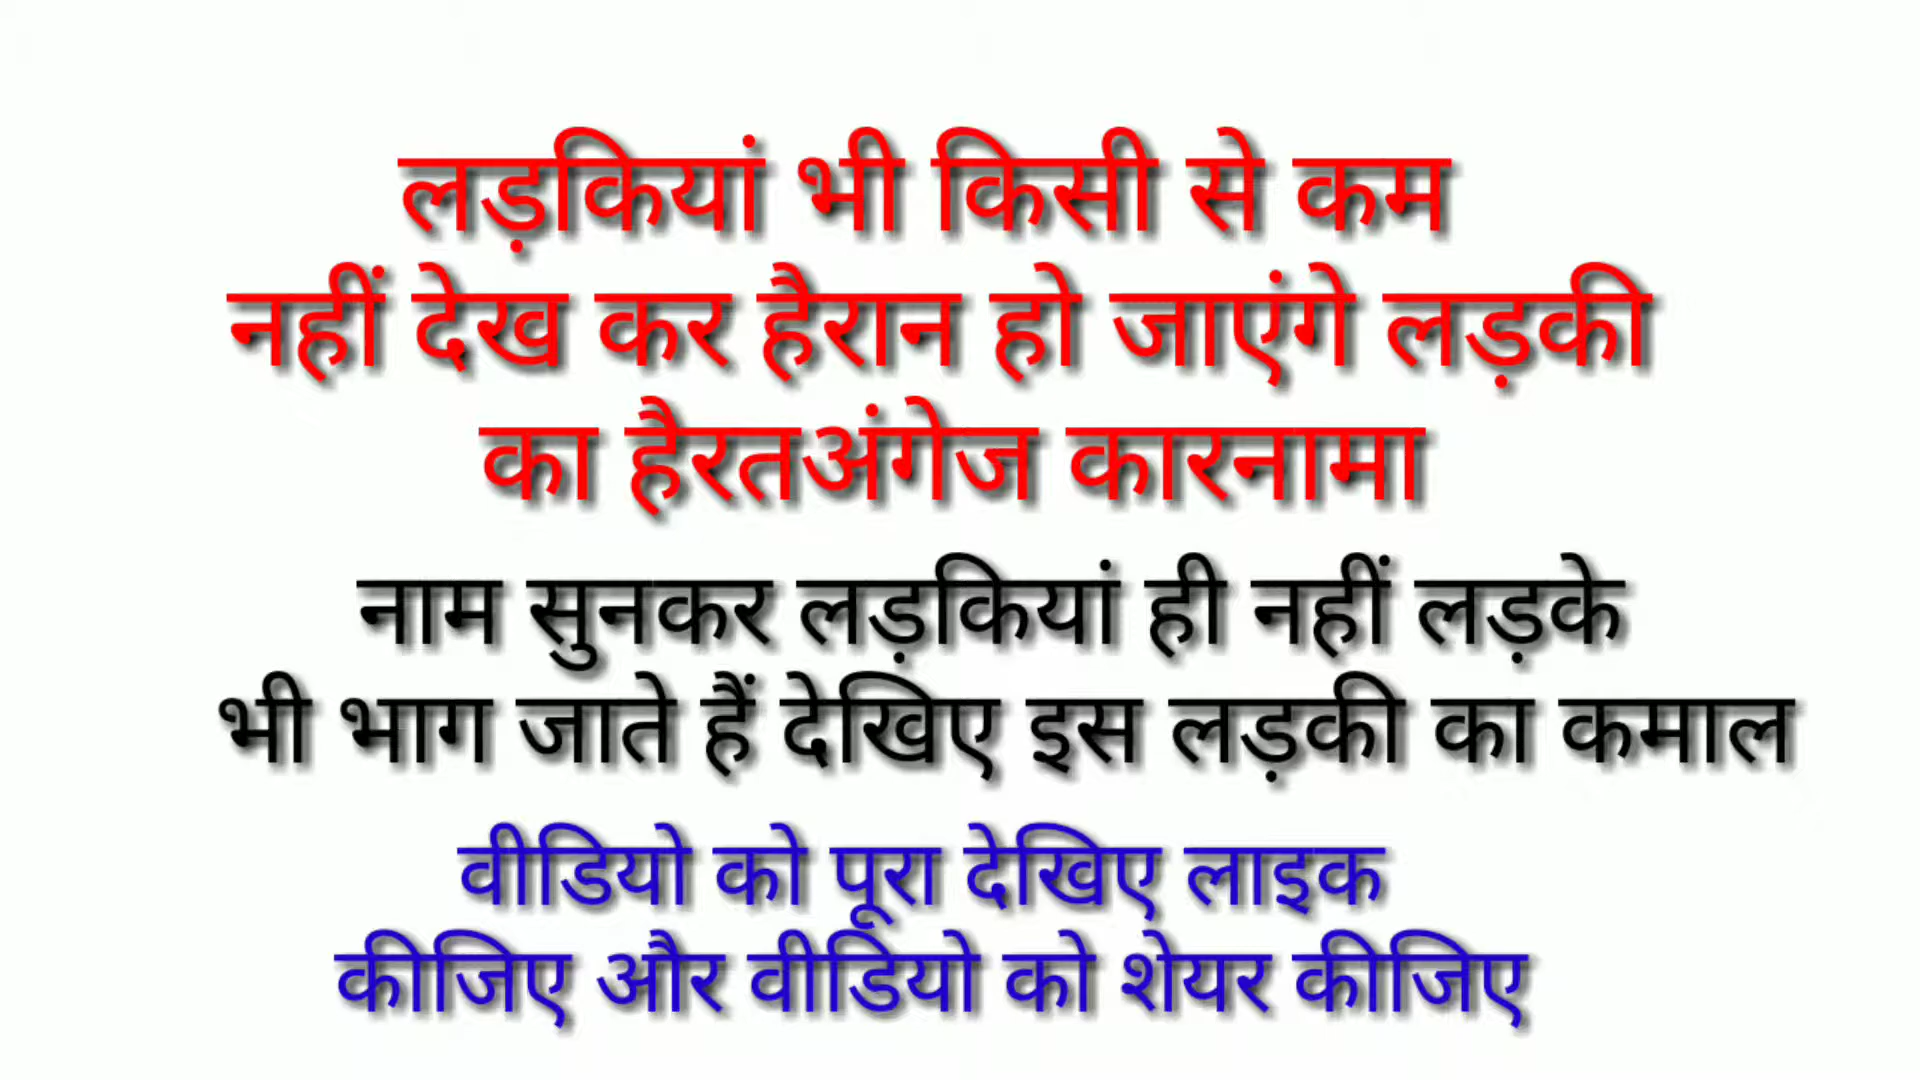 लड़कियां भी किसी से कम
नहीं देख कर हैरान हो जाएंगे लड़की
का हैरतअंगेज कारनामा
नाम सुनकर लड़कियां ही नहीं लड़के
भी भाग जाते हैं देखिए इस लड़की का कमाल
वीडियो को पूरा देखिए लाइक
कीजिए और वीडियो को शेयर कीजिए